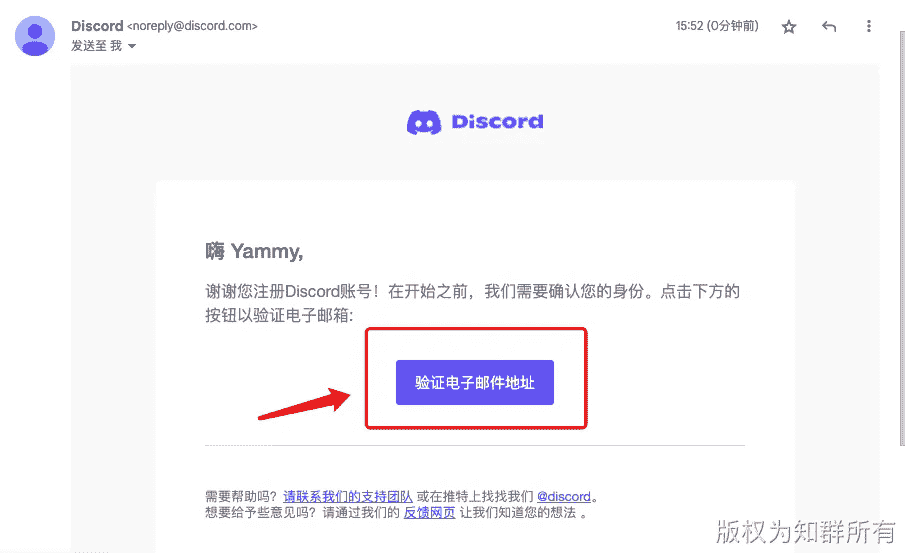 Discord <noreply@discord.com>
15:52 (0分钟前)
发送至 我
Discord
嗨 Yammy,
谢谢您注册Discord账号！在开始之前，我们需要确认您的身份。点击下方的
按钮以验证电子邮箱:
验证电子邮件地址
需要帮助吗？请联系我们的支持团队 或在推特上找找我们 @discord。
想要给予些意见吗？请通过我们的 反馈网页 让我们知道您的想法 。
版权为知群所有